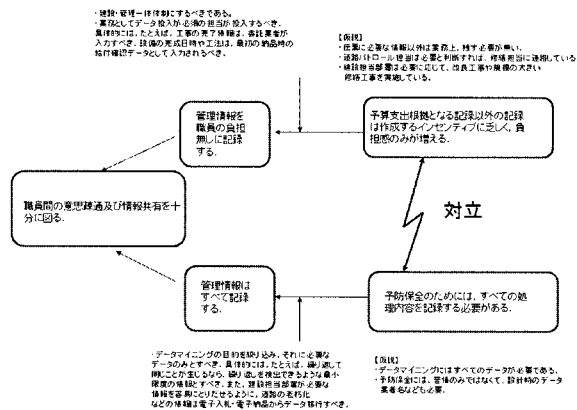 ・建設・管理一体体制にするべきである。
・業務としてデータ投入が必須の担当が投入するべき。
具体的には、たとえば、工事の完了情報は、委託業者が
入力すべき、設備の完成日時や工法は、最初の納品時の
給付確認データとして入力されるべき。
【仮説】
・伝票に必要な情報以外は業務上、残す必要が無い。
・道路パトロール担当は必要と判断すれば、修繕担当に連絡している
・建設担当部署は必要に応じて、改良工事や規模の大きい
修繕工事を実施している。
管理情報を
職員の負担
無しに記録
する.
予算支出根拠となる記録以外の記録
は作成するインセンティブに乏しく，負
担感のみが増える.
職員間の意思疎通及び情報共有を十
分に図る.
対立
管理情報は
すべて記録
する.
予防保全のためには，すべての処
理内容を記録する必要がある.
・データマイニングの目的を絞り込み、それに必要な
データのみとすべき。具体的には、たとえば、繰り返して
同じことが生じるなら、繰り返しを検出できるような最小
限度の情報とすべき。また、建設担当部署が必要な
情報を容易にとりだせるように、道路の老朽化
などの情報は電子入札・電子納品からデータ移行すべき。
【仮説】
・データマイニングにはすべてのデータが必要である。
・予防保全には、苦情のみではなくて、設計時のデータ
業者名なども必要。